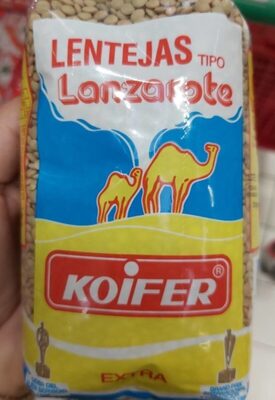 LENTEJAS TIPO
Lanzarote
KOIFER®
EXTRA